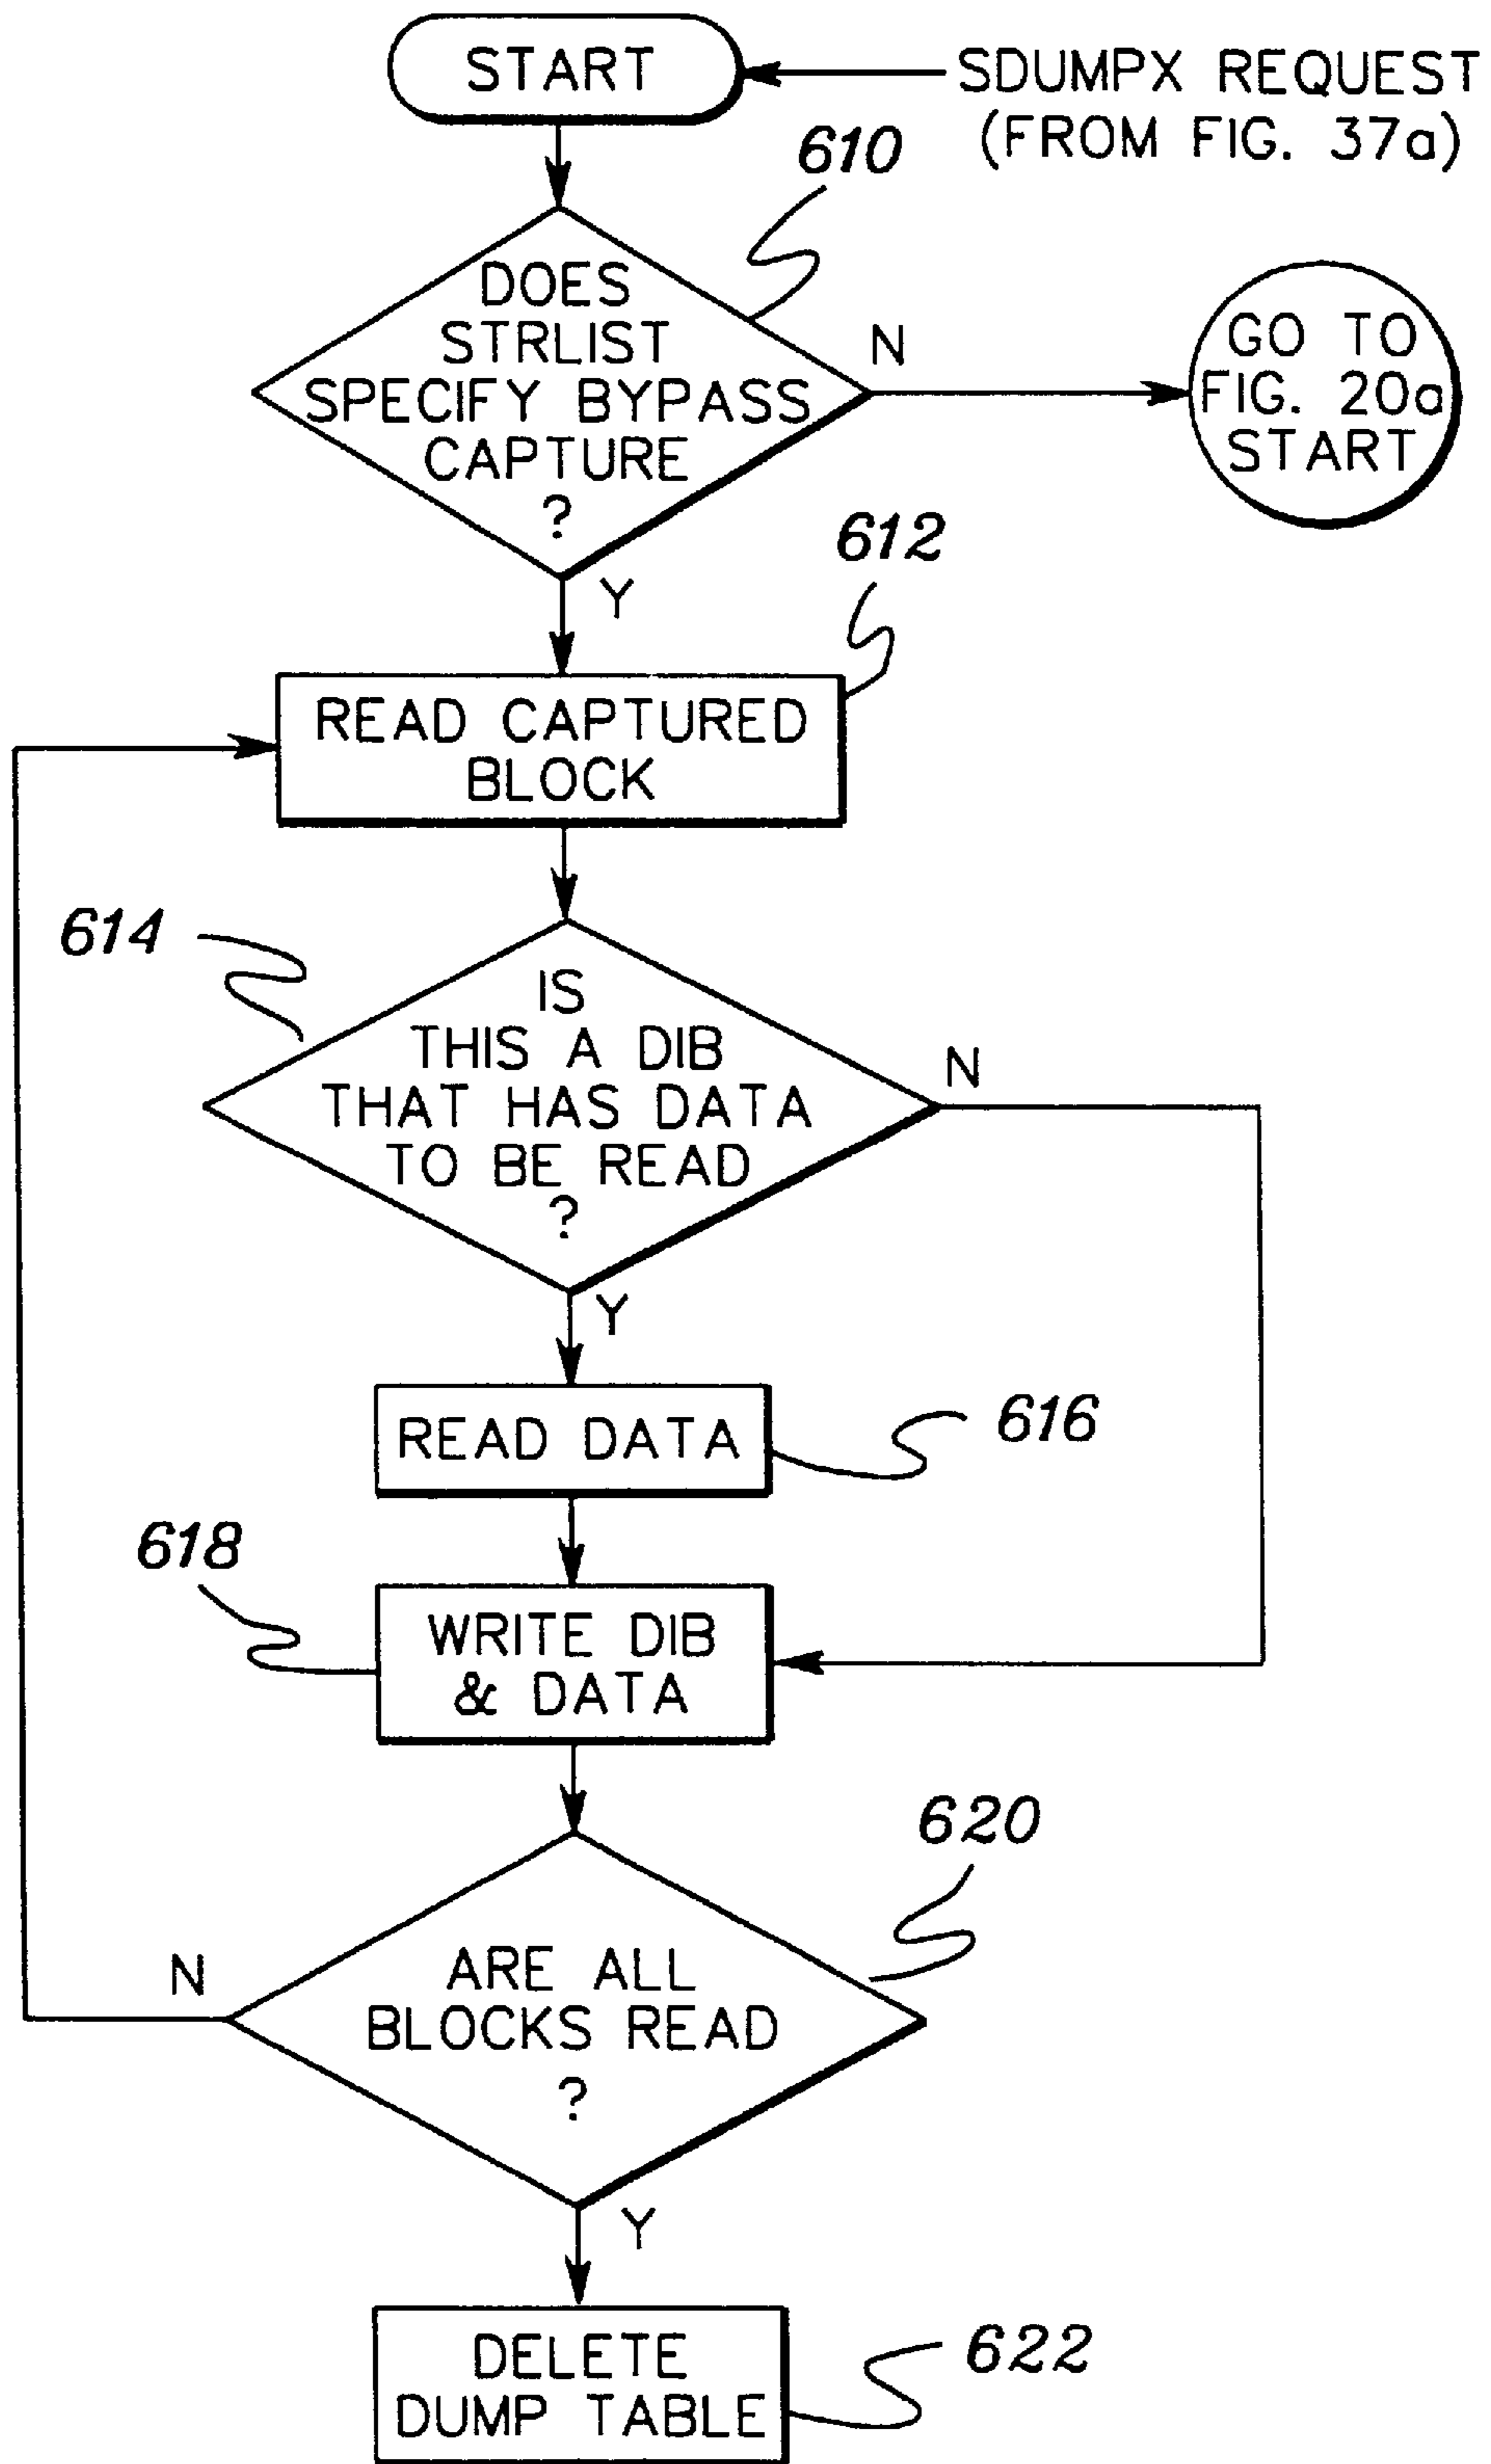 START
SDUMPX REQUEST
(FROM FIG. 37a)
610
DOES
STRLIST
SPECIFY BYPASS
CAPTURE
?
N
GO TO
FIG. 20a
START
Y
612
READ CAPTURED
BLOCK
614
IS
THIS A DIB
THAT HAS DATA
TO BE READ
?
N
Y
READ DATA
616
618
WRITE DIB
& DATA
620
ARE ALL
BLOCKS READ
?
N
Y
DELETE
DUMP TABLE
622